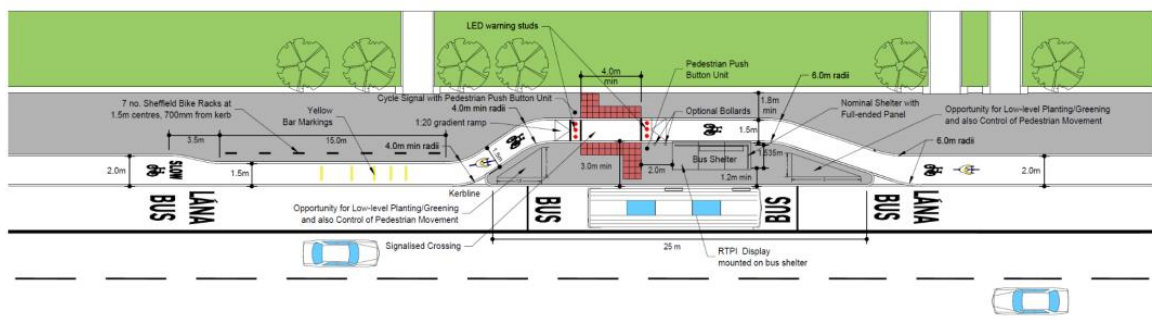 LED warning studs
4.0m
min
Pedestrian Push
Button Unit
6.0m radii
7 no. Sheffield Bike Racks at
1.5m centres, 700mm from kerb
Yellow
Bar Markings
Cycle Signal with Pedestrian Push Button Unit
4.0m min radii
1:20 gradient ramp
Optional Bollards
1.8m
min
Nominal Shelter with
Full-ended Panel
Opportunity for Low-level Planting/Greening
and also Control of Pedestrian Movement
3.5m
15.0m
4.0m min radii
1.5m
1.5m
6.0m radii
2.0m
SLOW
1.5m
3.0m min
2.0m
Bus Shelter
1.535m
1.2m min
2.0m
Kerbline
LÁNA
BUS
Opportunity for Low-level Planting/Greening
and also Control of Pedestrian Movement
BUS
BUS
LÁNA
BUS
Signalised Crossing
25 m
RTPI Display
mounted on bus shelter